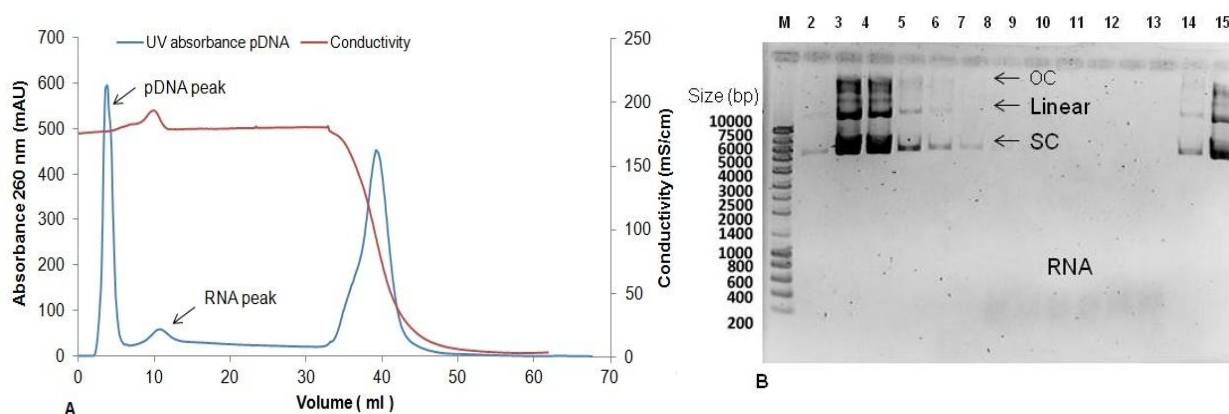 UV absorbance pDNA Conductivity
Absorbance 260 nm (mAU)
700
600
500
400
300
200
100
0
pDNA peak
RNA peak
250
200
150
100
50
0
Conductivity (mS/cm)
0 10 20 30 40 50 60 70
Volume ( ml )
A
M 2 3 4 5 6 7 8 9 10 11 12 13 14 15
Size (bp)
10000
7500
6000
5000
4000
3000
2500
2000
1400
1000
800
600
400
200
← OC
← Linear
← SC
RNA
B